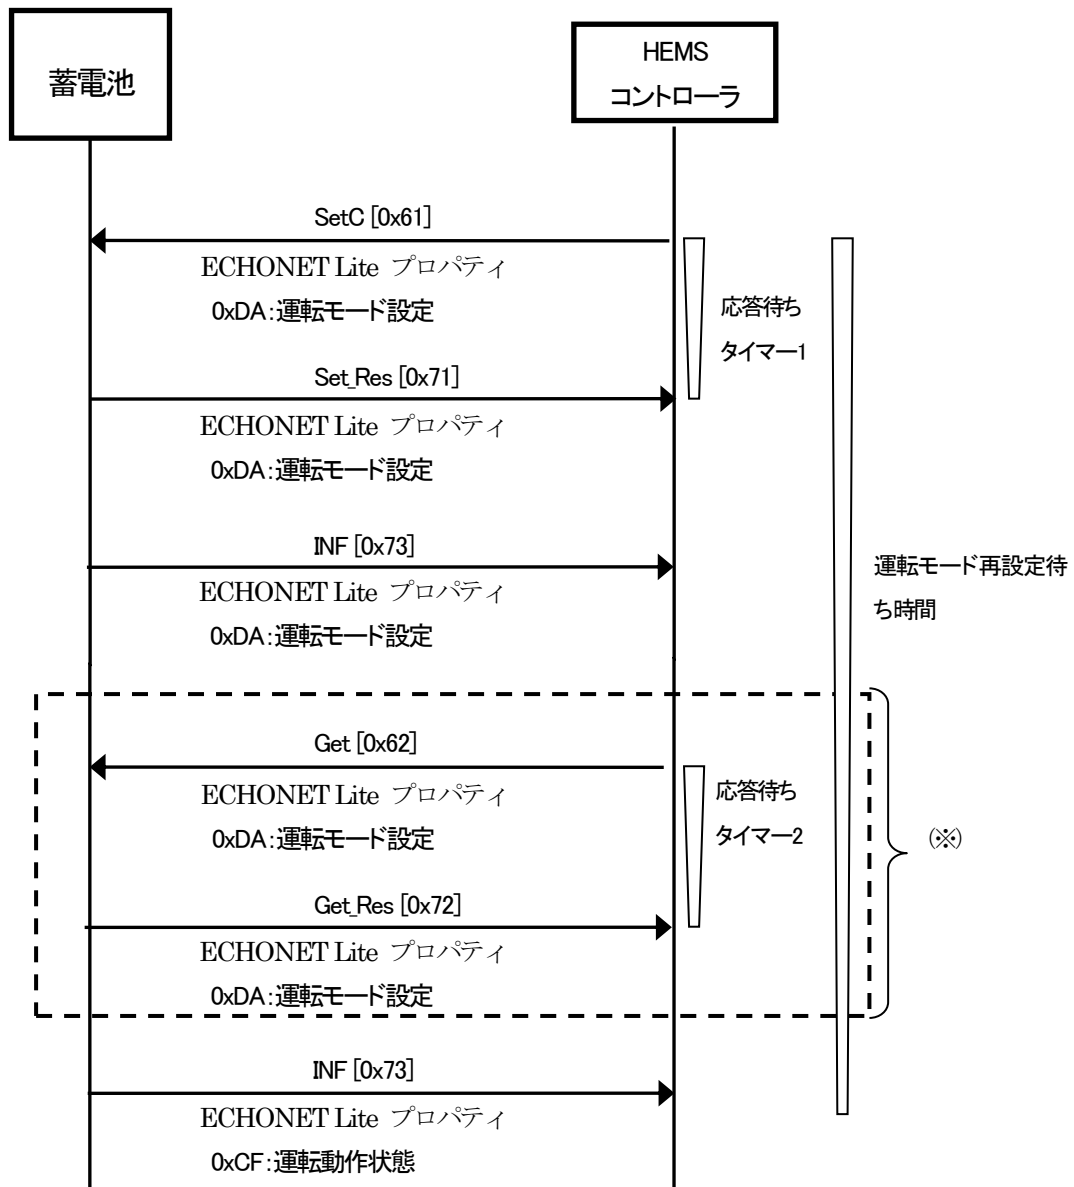 蓄電池
HEMS
コントローラ
SetC [0x61]
ECHONET Lite プロパティ
0xDA:運転モード設定
応答待ち
タイマー1
Set_Res [0x71]
ECHONET Lite プロパティ
0xDA:運転モード設定
INF [0x73]
ECHONET Lite プロパティ
0xDA:運転モード設定
運転モード再設定待
ち時間
Get [0x62]
ECHONET Lite プロパティ
0xDA:運転モード設定
応答待ち
タイマー2
(※)
Get_Res [0x72]
ECHONET Lite プロパティ
0xDA:運転モード設定
INF [0x73]
ECHONET Lite プロパティ
0xCF:運転動作状態